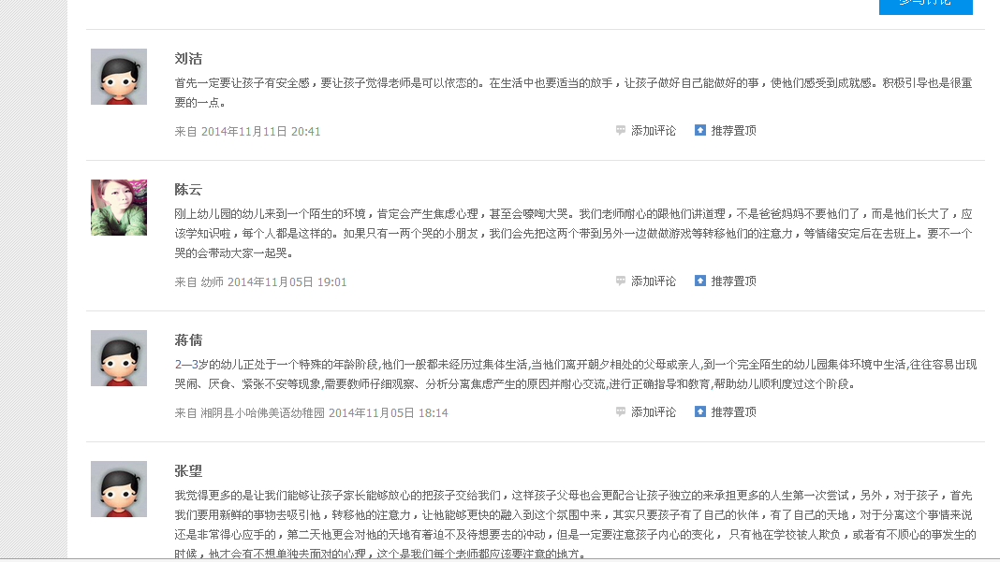 参与讨论
刘洁
首先一定要让孩子有安全感，要让孩子觉得老师是可以依恋的。在生活中也要适当的放手，让孩子做好自己能做好的事，使他们感受到成就感。积极引导也是很重
要的一点。
来自 2014年11月11日 20:41
添加评论 推荐置顶
陈云
刚上幼儿园的幼儿来到一个陌生的环境，肯定会产生焦虑心理，甚至会嚎啕大哭。我们老师耐心的跟他们讲道理，不是爸爸妈妈不要他们了，而是他们长大了，应
该学知识啦，每个人都是这样的。如果只有一两个哭的小朋友，我们会先把这两个带到另外一边做做游戏等转移他们的注意力，等情绪安定后在去班上。要不一个
哭的会带动大家一起哭。
来自 幼师 2014年11月05日 19:01
添加评论 推荐置顶
蒋倩
2—3岁的幼儿正处于一个特殊的年龄阶段,他们一般都未经历过集体生活,当他们离开朝夕相处的父母或亲人,到一个完全陌生的幼儿园集体环境中生活,往往容易出现
哭闹、厌食、紧张不安等现象,需要教师仔细观察、分析分离焦虑产生的原因并耐心交流,进行正确指导和教育,帮助幼儿顺利度过这个阶段。
来自 湘阴县小哈佛美语幼稚园 2014年11月05日 18:14
添加评论 推荐置顶
张望
我觉得更多的是让我们能够让孩子家长能够放心的把孩子交给我们，这样孩子父母也会更配合让孩子独立的来承担更多的人生第一次尝试，另外，对于孩子，首先
我们要用新鲜的事物去吸引他，转移他的注意力，让他能够更快的融入到这个氛围中来，其实只要孩子有了自己的伙伴，有了自己的天地，对于分离这个事情来说
还是非常得心应手的，第二天他更会对他的天地有着迫不及待想要去的冲动，但是一定要注意孩子内心的变化， 只有他在学校被人欺负，或者有不顺心的事发生的
时候，他才会有不想单独去面对的心理，这个是我们每个老师都应该要注意的地方。